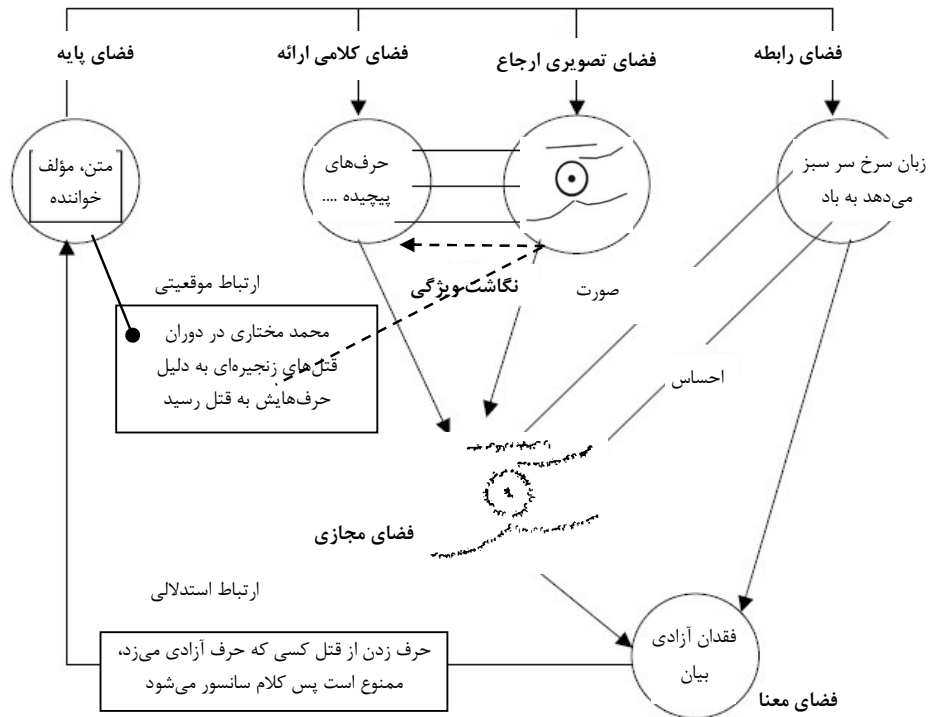 فضای رابطه
فضای تصویری ارجاع
فضای کلامی ارائه
فضای پایه
زبان سرخ سر سبز
می‌دهد به باد
حرف‌های
پیچیده ....
متن، مؤلف
خواننده
نگاشت ویژگی
صورت
احساس
ارتباط موقعیتی
محمد مختاری در دوران
قتل‌های زنجیره‌ای به دلیل
حرف‌هایش به قتل رسید
فضای مجازی
ارتباط استدلالی
حرف زدن از قتل کسی که حرف آزادی می‌زد،
ممنوع است پس کلام سانسور می‌شود
فقدان آزادی
بیان
فضای معنا